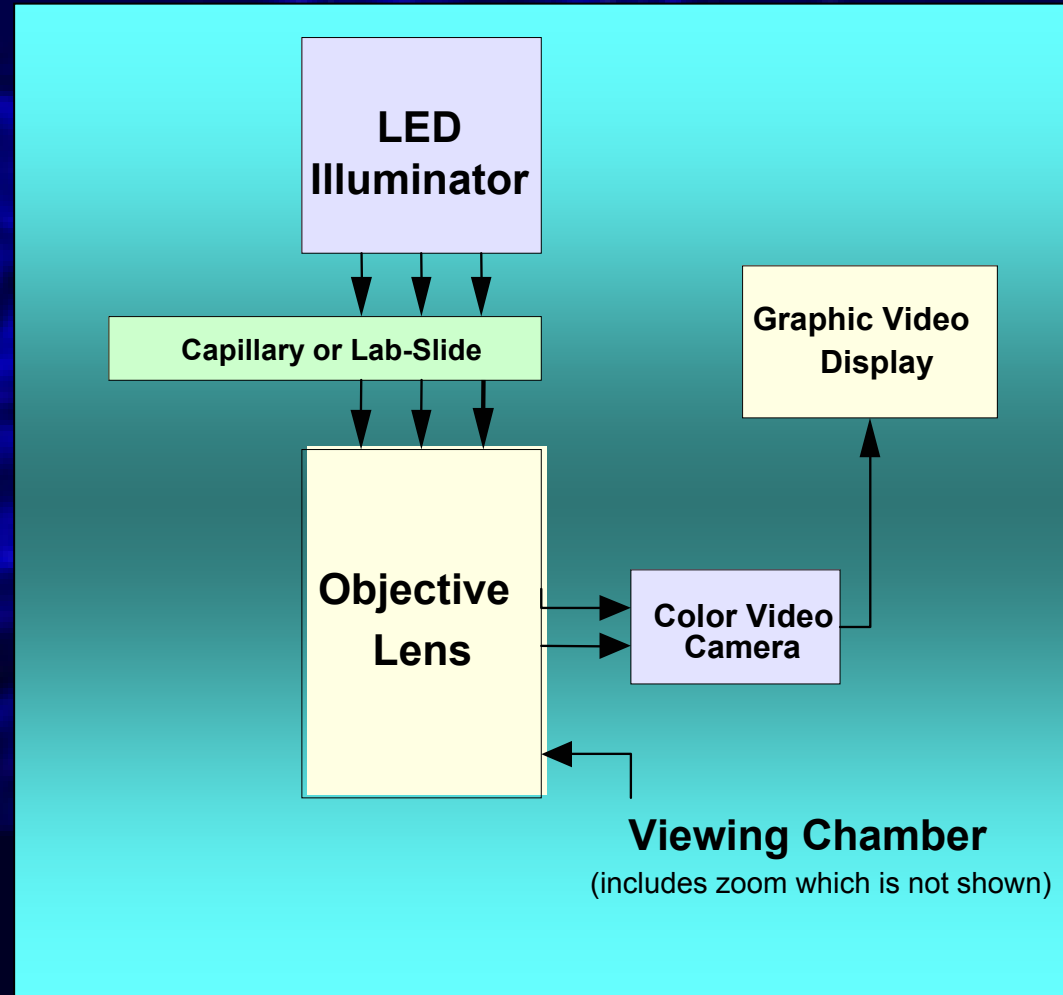 LED
Illuminator
Capillary or Lab-Slide
Graphic Video
Display
Objective
Lens
Color Video
Camera
Viewing Chamber
(includes zoom which is not shown)